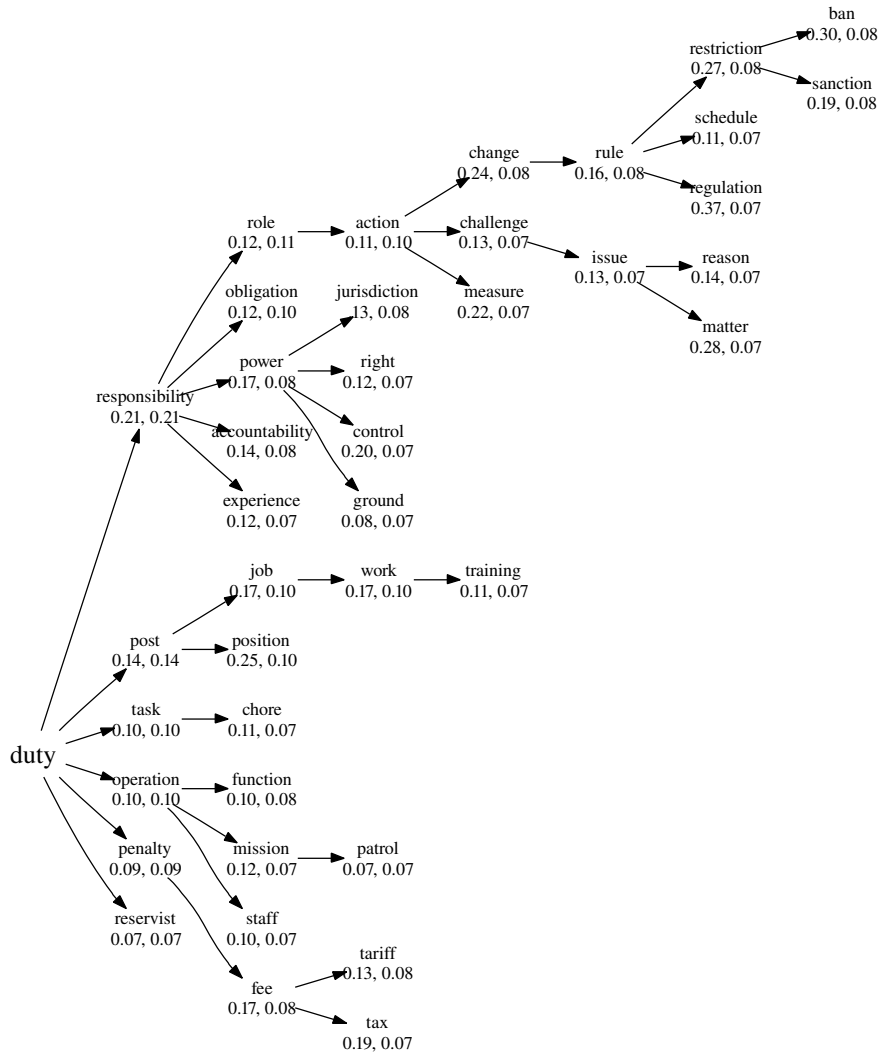 ban
0.30, 0.08
restriction
0.27, 0.08
sanction
0.19, 0.08
schedule
0.11, 0.07
change
0.24, 0.08
rule
0.16, 0.08
regulation
0.37, 0.07
role
0.12, 0.11
action
0.11, 0.10
challenge
0.13, 0.07
issue
0.13, 0.07
reason
0.14, 0.07
obligation
0.12, 0.10
jurisdiction
13, 0.08
measure
0.22, 0.07
matter
0.28, 0.07
power
0.17, 0.08
right
0.12, 0.07
responsibility
0.21, 0.21
accountability
0.14, 0.08
control
0.20, 0.07
experience
0.12, 0.07
ground
0.08, 0.07
job
0.17, 0.10
work
0.17, 0.10
training
0.11, 0.07
post
0.14, 0.14
position
0.25, 0.10
task
0.10, 0.10
chore
0.11, 0.07
duty
operation
0.10, 0.10
function
0.10, 0.08
penalty
0.09, 0.09
mission
0.12, 0.07
patrol
0.07, 0.07
reservist
0.07, 0.07
staff
0.10, 0.07
tariff
0.13, 0.08
fee
0.17, 0.08
tax
0.19, 0.07